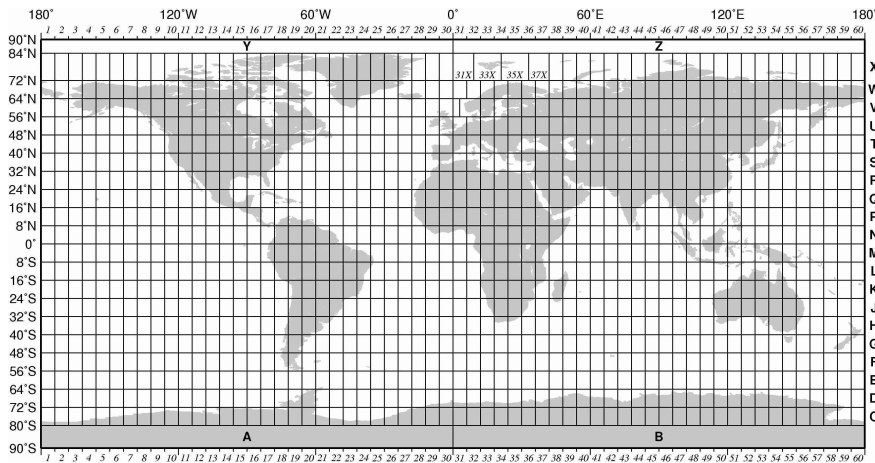 180˚ 120˚W 60˚W 0˚ 60˚E 120˚E 180˚
1 2 3 4 5 6 7 8 9 10 11 12 13 14 15 16 17 18 19 20 21 22 23 24 25 26 27 28 29 30 31 32 33 34 35 36 37 38 39 40 41 42 43 44 45 46 47 48 49 50 51 52 53 54 55 56 57 58 59 60
90˚N
Y Z
84˚N
X
31X 33X 35X 37X
72˚N
W
64˚N
V
56˚N
U
48˚N
T
40˚N
S
32˚N
24˚N
16˚N
8˚N
N
0˚
M
8˚S
L
16˚S
K
24˚S
J
32˚S
H
40˚S
G
48˚S
F
56˚S
E
64˚S
D
72˚S
C
80˚S
A B
90˚S
1 2 3 4 5 6 7 8 9 10 11 12 13 14 15 16 17 18 19 20 21 22 23 24 25 26 27 28 29 30 31 32 33 34 35 36 37 38 39 40 41 42 43 44 45 46 47 48 49 50 51 52 53 54 55 56 57 58 59 60